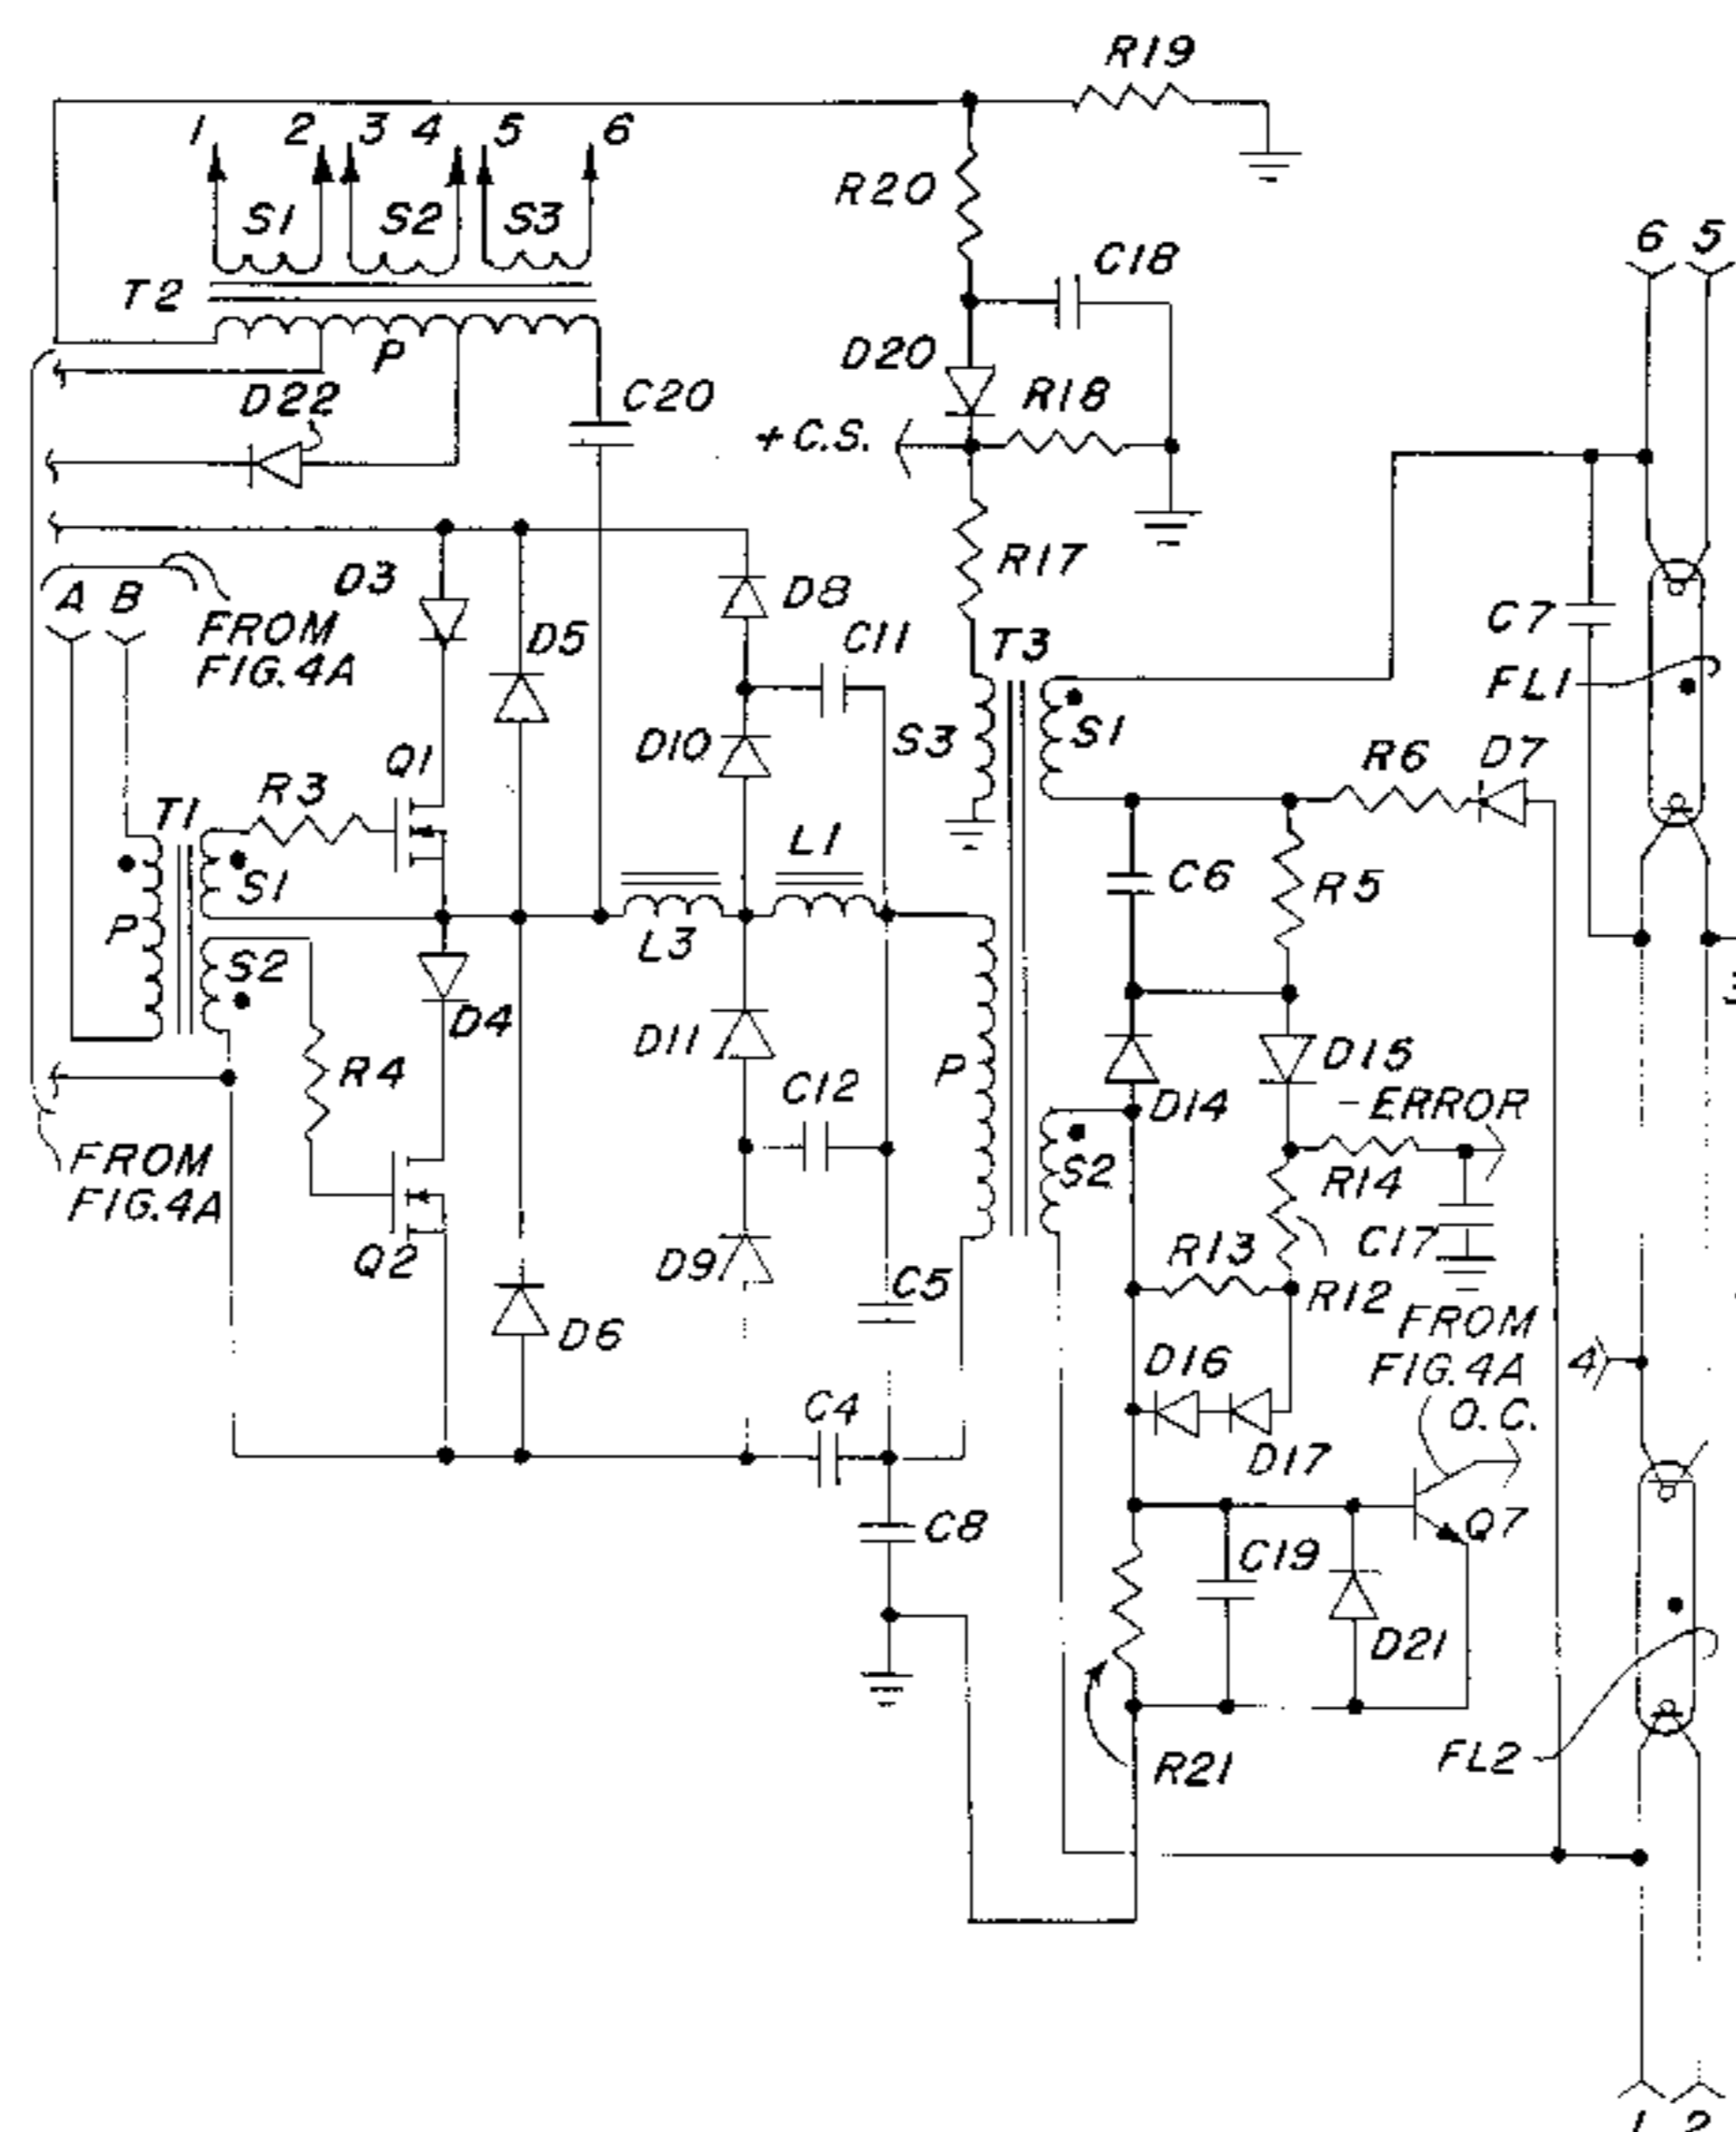 R19
1 2 3 4 5 6
R20
S1 S2 S3
C18
6 5
T2
P
D20
D22
C20
R18
+C.S.
R17
D3
A B
D8
FROM
FIG.4A
D5
C11
T3
C7
FL1
D10
S3
S1
Q1
R6
D7
R3
T1
L1
C6
R5
S1
P
L3
S2
D4
D11
D15
R4
P
C12
D14
-ERROR
FROM
FIG.4A
S2
R14
Q2
D9
R13
C17
C5
R12
FROM
FIG.4A
D6
D16
4
C4
O.C.
D17
C8
Q7
C19
D21
R21
FL2
1 2